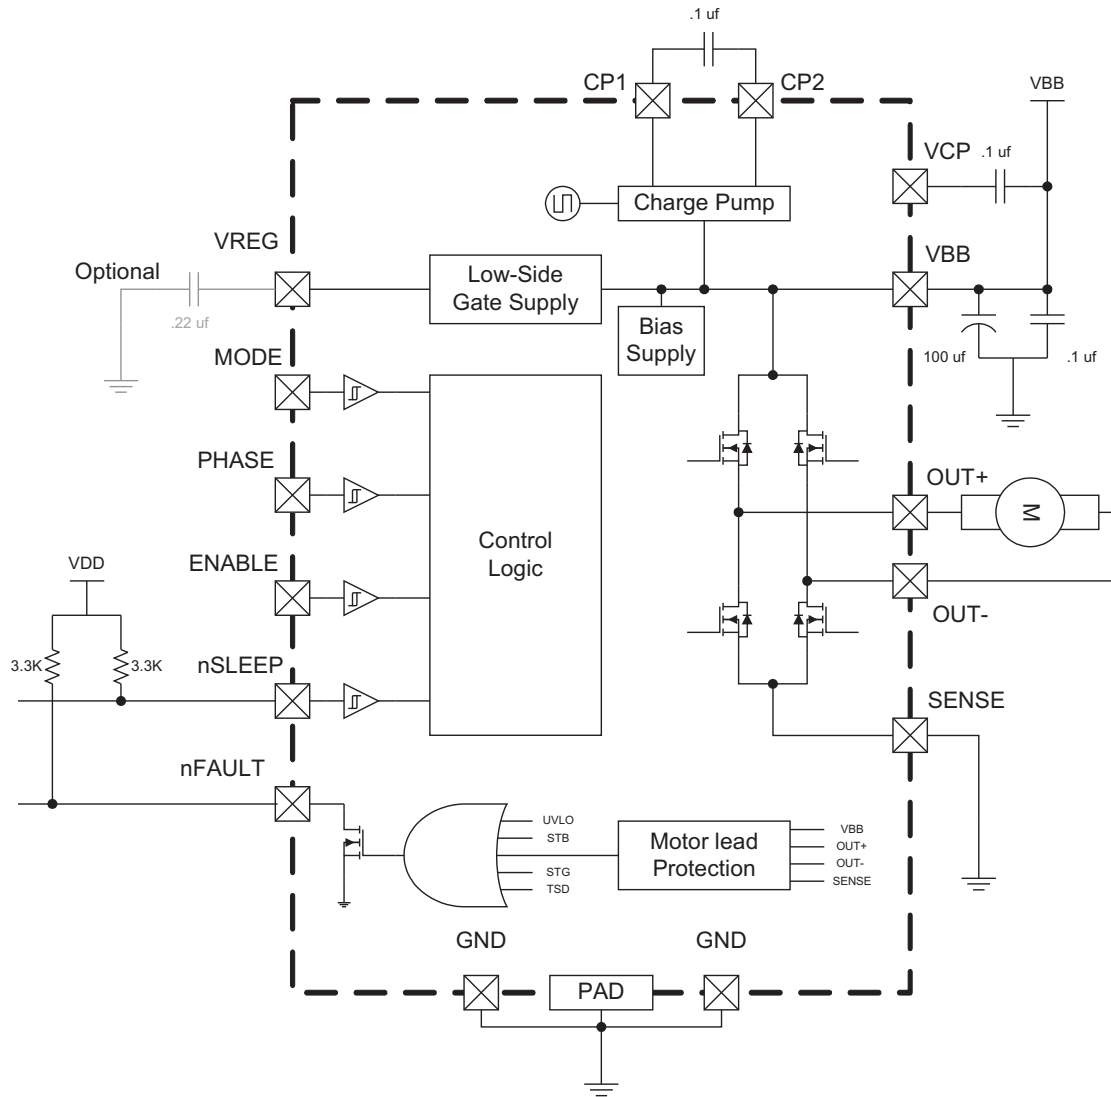 .1 uf
CP1
CP2
VBB
VCP
.1 uf
Charge Pump
VREG
VBB
Optional
Low-Side
Gate Supply
.22 uf
Bias
Supply
100 uf
.1 uf
MODE
PHASE
OUT+
M
Control
Logic
ENABLE
VDD
OUT-
3.3K
3.3K
nSLEEP
SENSE
nFAULT
UVLO
STB
STG
TSD
Motor lead
Protection
VBB
OUT+
OUT-
SENSE
GND
GND
PAD